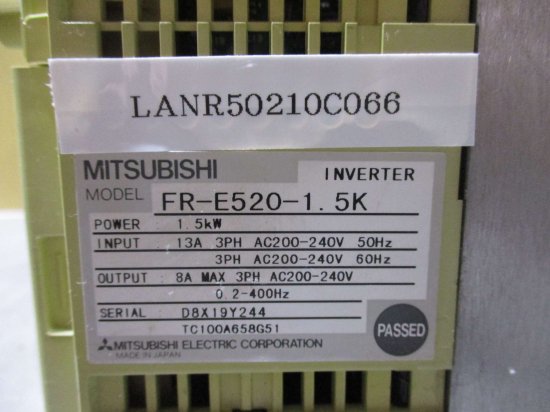 LANR50210C066
MITSUBISHI INVERTER
MODEL FR-E520-1.5K
POWER : 1.5kW
INPUT : 13A 3PH AC200-240V 50Hz
3PH AC200-240V 60Hz
OUTPUT : 8A MAX 3PH AC200-240V
0.2-400Hz
SERIAL : D8X19Y244
TC100A658G51
PASSED
MITSUBISHI ELECTRIC CORPORATION
MADE IN JAPAN